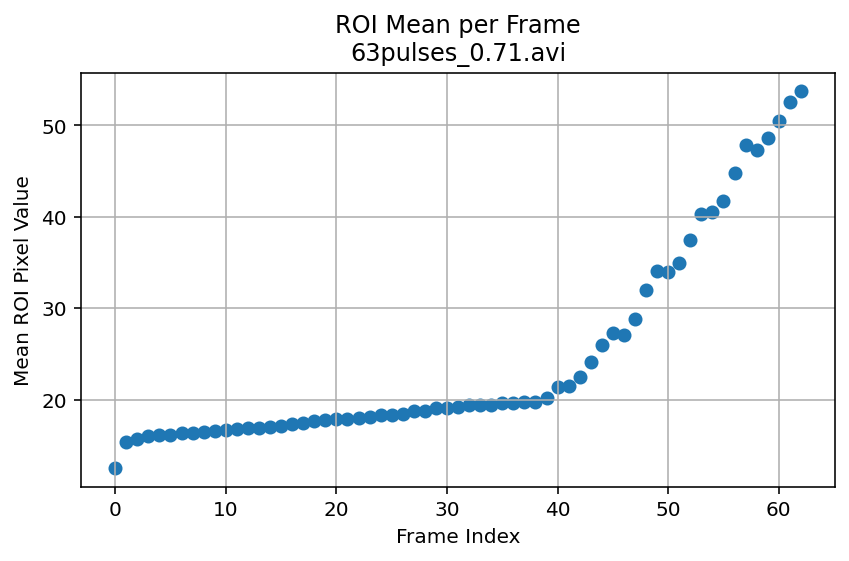 ROI Mean per Frame
63pulses_0.71.avi
Mean ROI Pixel Value
50
40
30
20
0 10 20 30 40 50 60
Frame Index